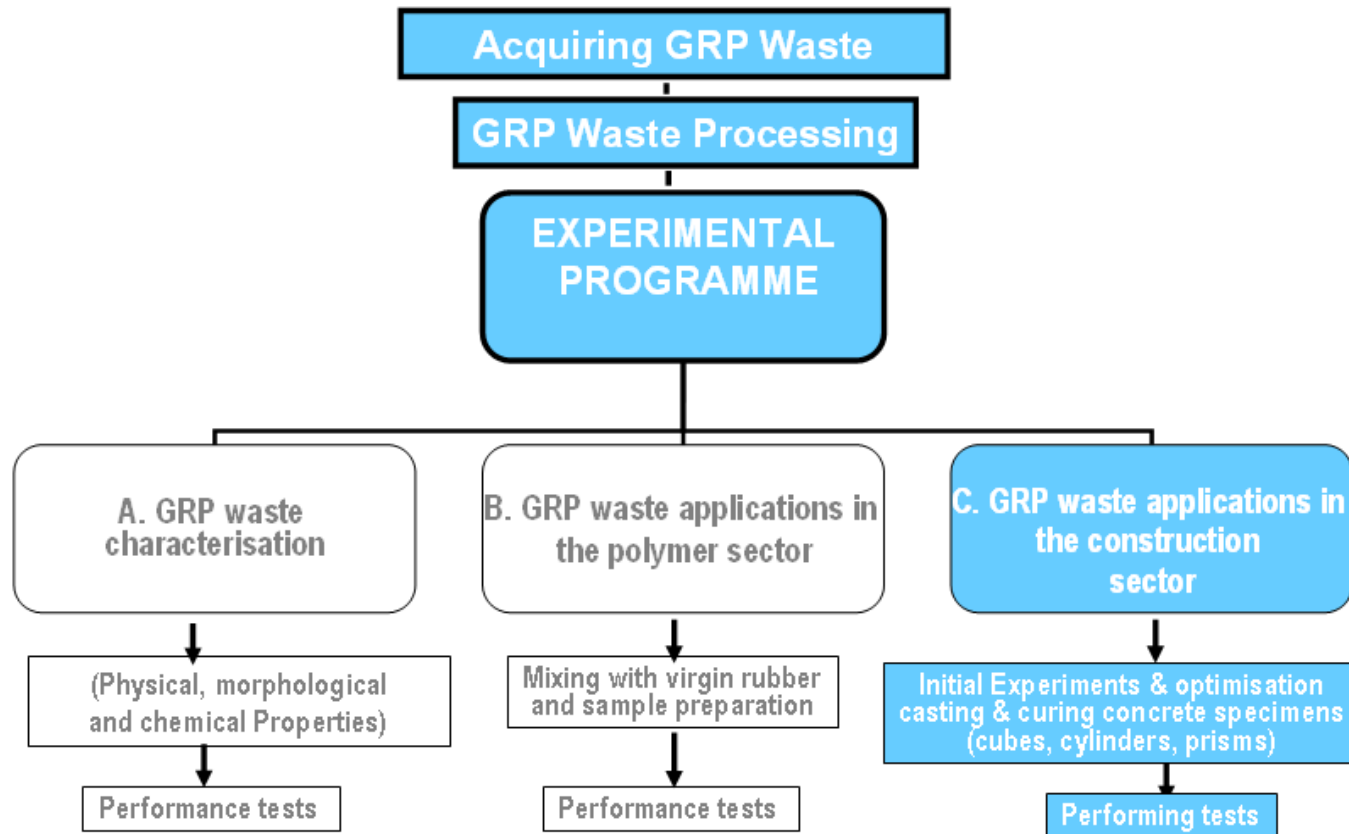 Acquiring GRP Waste
GRP Waste Processing
EXPERIMENTAL
PROGRAMME
A. GRP waste
characterisation
B. GRP waste applications in
the polymer sector
C. GRP waste applications in
the construction
sector
(Physical, morphological
and chemical Properties)
Mixing with virgin rubber
and sample preparation
Initial Experiments & optimisation
casting & curing concrete specimens
(cubes, cylinders, prisms)
Performance tests
Performance tests
Performing tests